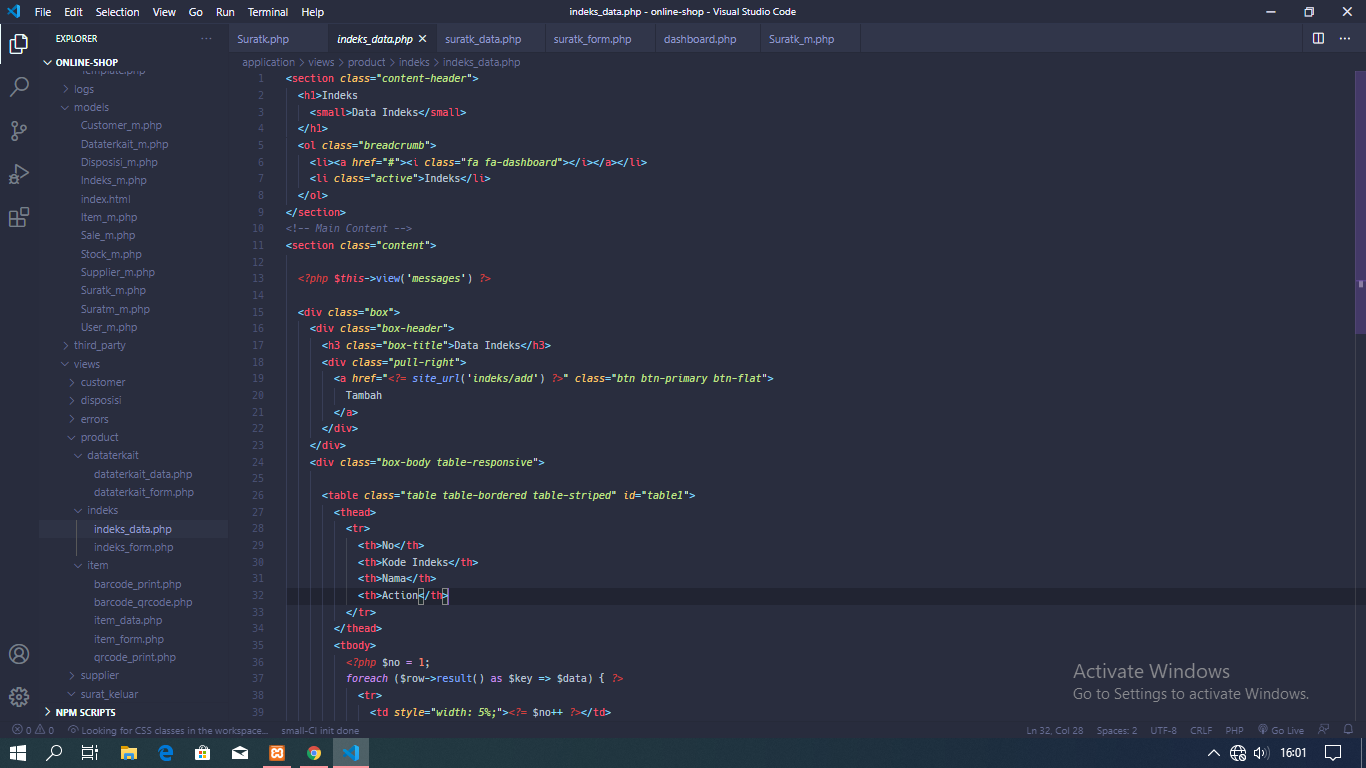 File Edit Selection View Go Run Terminal Help
indeks_data.php - online-shop - Visual Studio Code
EXPLORER
Suratk.php indeks_data.php suratk_data.php suratk_form.php dashboard.php Suratk_m.php
ONLINE-SHOP
application > views > product > indeks > indeks_data.php
Template.php
logs
models
Customer_m.php
Dataterkait_m.php
Disposisi_m.php
Indeks_m.php
index.html
Item_m.php
Sale_m.php
Stock_m.php
Supplier_m.php
Suratk_m.php
Suratm_m.php
User_m.php
third_party
views
customer
disposisi
errors
product
dataterkait
dataterkait_data.php
dataterkait_form.php
indeks
indeks_data.php
indeks_form.php
item
barcode_print.php
barcode_qrcode.php
item_data.php
item_form.php
qrcode_print.php
supplier
surat_keluar
NPM SCRIPTS
1 <section class="content-header">
2 <h1>Indeks
3 <small>Data Indeks</small>
4 </h1>
5 <ol class="breadcrumb">
6 <li><a href="#"><i class="fa fa-dashboard"></i></a></li>
7 <li class="active">Indeks</li>
8 </ol>
9 </section>
10 <!-- Main Content -->
11 <section class="content">
12
13 <?php $this->view('messages') ?>
14
15 <div class="box">
16 <div class="box-header">
17 <h3 class="box-title">Data Indeks</h3>
18 <div class="pull-right">
19 <a href="<?= site_url('indeks/add') ?>" class="btn btn-primary btn-flat">
20 Tambah
21 </a>
22 </div>
23 </div>
24 <div class="box-body table-responsive">
25
26 <table class="table table-bordered table-striped" id="table1">
27 <thead>
28 <tr>
29 <th>No</th>
30 <th>Kode Indeks</th>
31 <th>Nama</th>
32 <th>Action</th>
33 </tr>
34 </thead>
35 <tbody>
36 <?php $no = 1;
37 foreach ($row->result() as $key => $data) { ?>
38 <tr>
39 <td style="width: 5%;"><?= $no++ ?></td>
Activate Windows
Go to Settings to activate Windows.
0 0 Looking for CSS classes in the workspace... small-CI init done Ln 32, Col 28 Spaces: 2 UTF-8 CRLF PHP Go Live
16:01